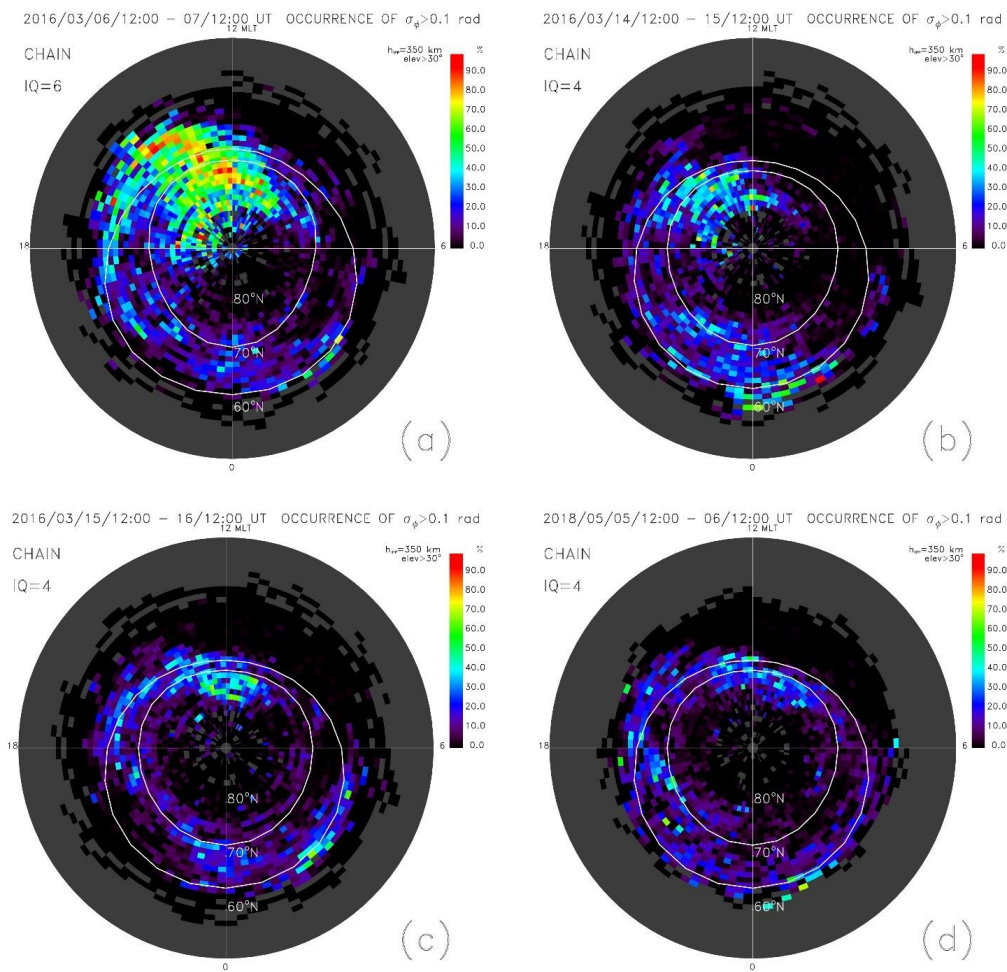 2016/03/06/12:00 - 07/12:00 UT OCCURRENCE OF σϕ>0.1 rad
12 MLT
CHAIN
IQ=6
hIPP=350 km
elev>30°
%
90.0
80.0
70.0
60.0
50.0
40.0
30.0
20.0
10.0
0.0
18
6
80°N
70°N
60°N
0
(a)
2016/03/14/12:00 - 15/12:00 UT OCCURRENCE OF σϕ>0.1 rad
12 MLT
CHAIN
IQ=4
hIPP=350 km
elev>30°
%
90.0
80.0
70.0
60.0
50.0
40.0
30.0
20.0
10.0
0.0
18
6
80°N
70°N
60°N
0
(b)
2016/03/15/12:00 - 16/12:00 UT OCCURRENCE OF σϕ>0.1 rad
12 MLT
CHAIN
IQ=4
hIPP=350 km
elev>30°
%
90.0
80.0
70.0
60.0
50.0
40.0
30.0
20.0
10.0
0.0
18
6
80°N
70°N
60°N
0
(c)
2018/05/05/12:00 - 06/12:00 UT OCCURRENCE OF σϕ>0.1 rad
12 MLT
CHAIN
IQ=4
hIPP=350 km
elev>30°
%
90.0
80.0
70.0
60.0
50.0
40.0
30.0
20.0
10.0
0.0
18
6
80°N
70°N
60°N
0
(d)